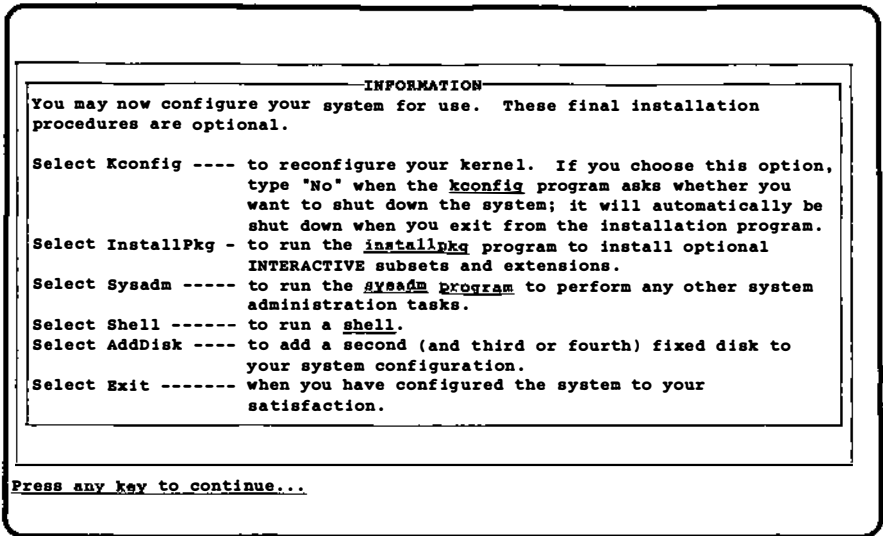 INFORMATION
You may now configure your system for use. These final installation
procedures are optional.
Select Kconfig ---- to reconfigure your kernel. If you choose this option,
type "No" when the kconfig program asks whether you
want to shut down the system; it will automatically be
shut down when you exit from the installation program.
Select InstallPkg - to run the installpkg program to install optional
INTERACTIVE subsets and extensions.
Select Sysadm ----- to run the sysadm program to perform any other system
administration tasks.
Select Shell ------ to run a shell.
Select AddDisk ---- to add a second (and third or fourth) fixed disk to
your system configuration.
Select Exit ------- when you have configured the system to your
satisfaction.
Press any key to continue...